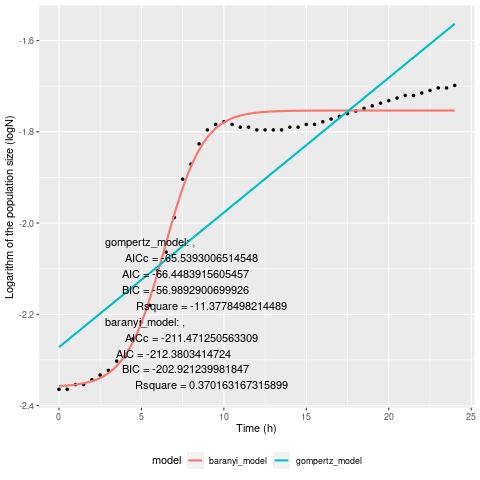 -1.6
-1.8
-2.0
-2.2
-2.4
Logarithm of the population size (logN)
gompertz_model: ,
AICc = -65.5393006514548
AIC = -66.4483915605457
BIC = -56.9892900699926
Rsquare = -11.3778498214489
baranyi_model: ,
AICc = -211.471250563309
AIC = -212.3803414724
BIC = -202.921239981847
Rsquare = 0.370163167315899
0 5 10 15 20 25
Time (h)
model baranyi_model gompertz_model